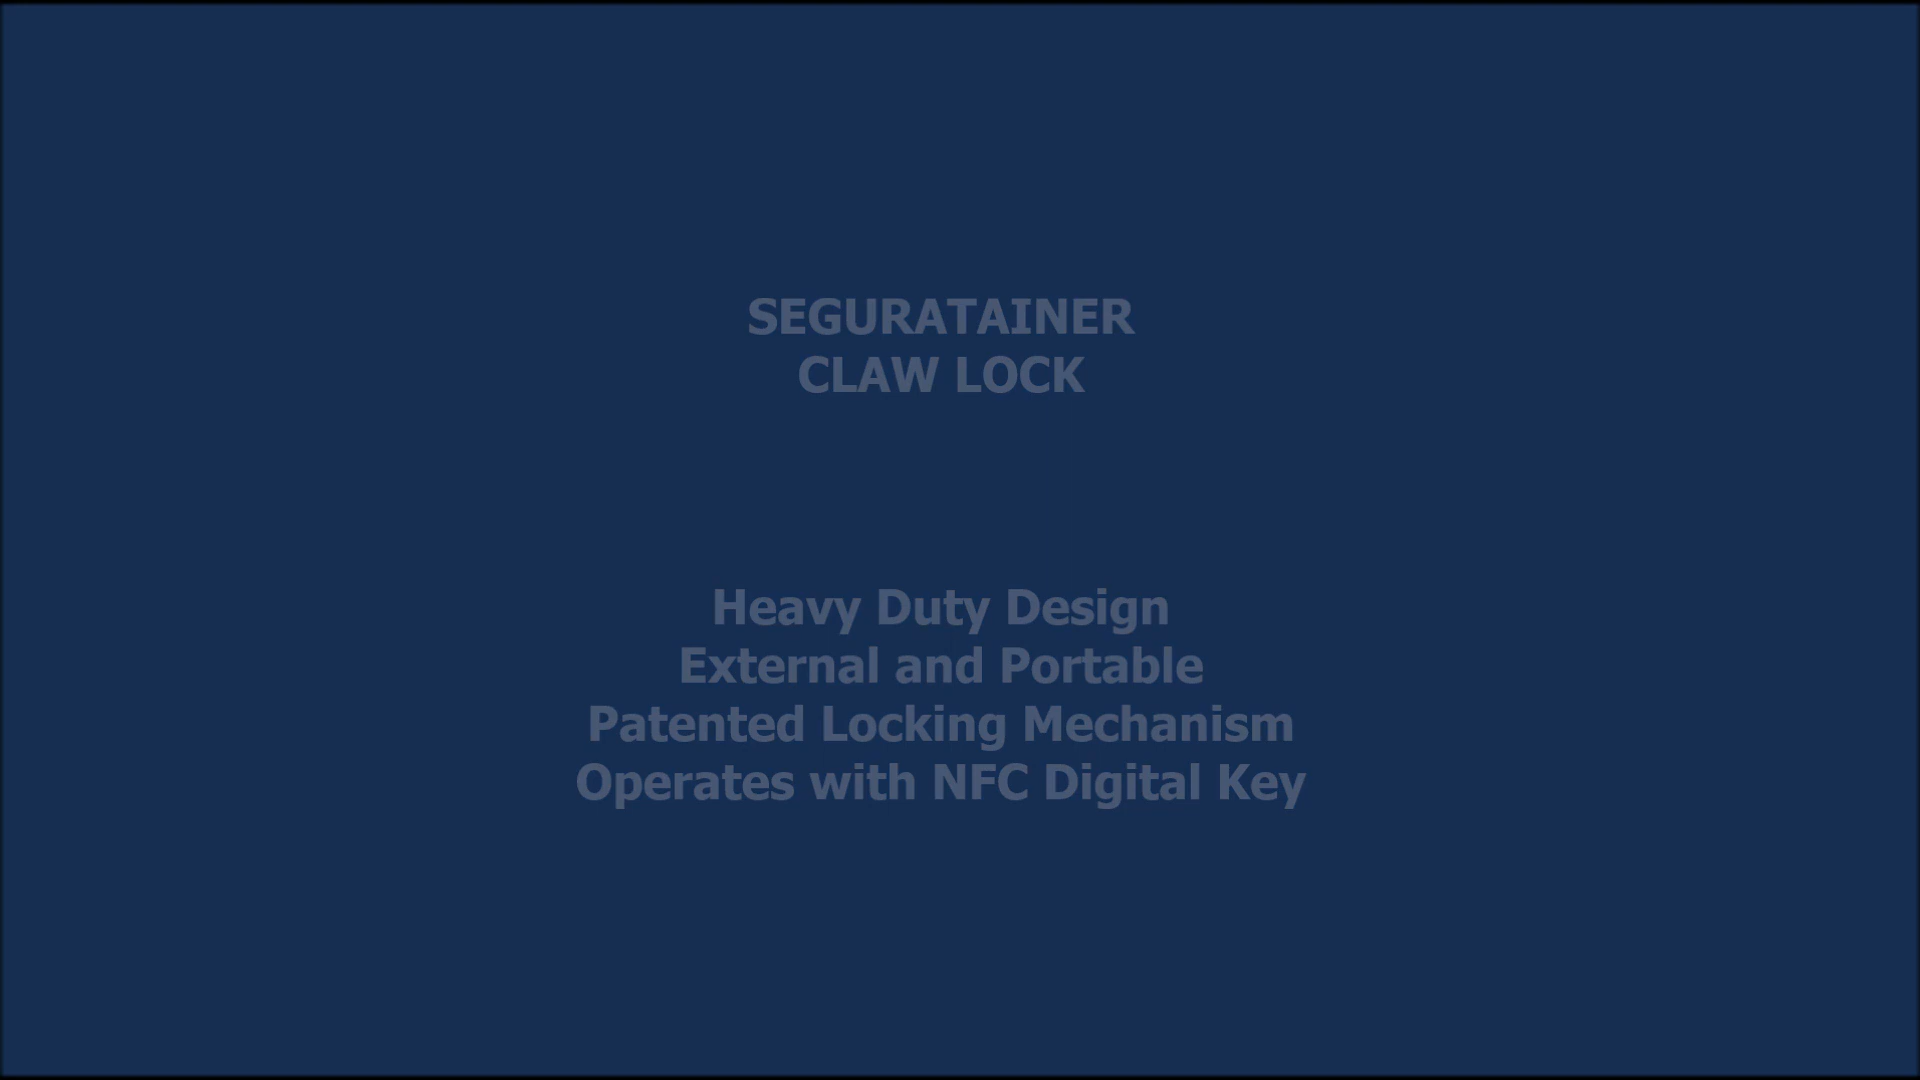 SEGURATAINER
CLAW LOCK
Heavy Duty Design
External and Portable
Patented Locking Mechanism
Operates with NFC Digital Key